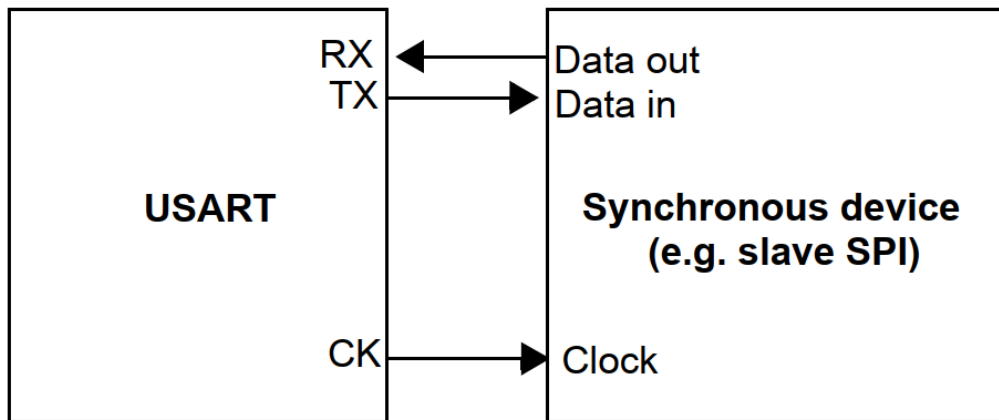 RX
Data out
TX
Data in
USART
Synchronous device
(e.g. slave SPI)
CK
Clock